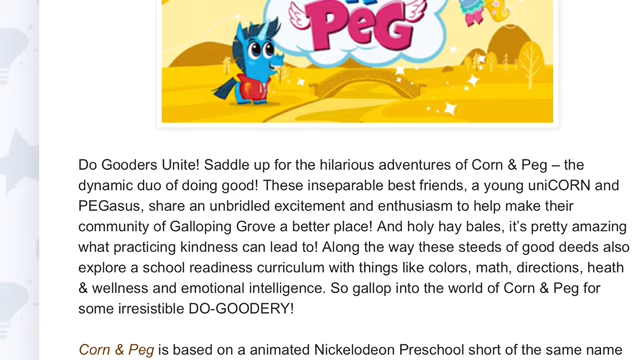 PEG
Do Gooders Unite! Saddle up for the hilarious adventures of Corn & Peg – the
dynamic duo of doing good! These inseparable best friends, a young uniCORN and
PEGasus, share an unbridled excitement and enthusiasm to help make their
community of Galloping Grove a better place! And holy hay bales, it's pretty amazing
what practicing kindness can lead to! Along the way these steeds of good deeds also
explore a school readiness curriculum with things like colors, math, directions, heath
& wellness and emotional intelligence. So gallop into the world of Corn & Peg for
some irresistible DO-GOODERY!
Corn & Peg is based on a animated Nickelodeon Preschool short of the same name